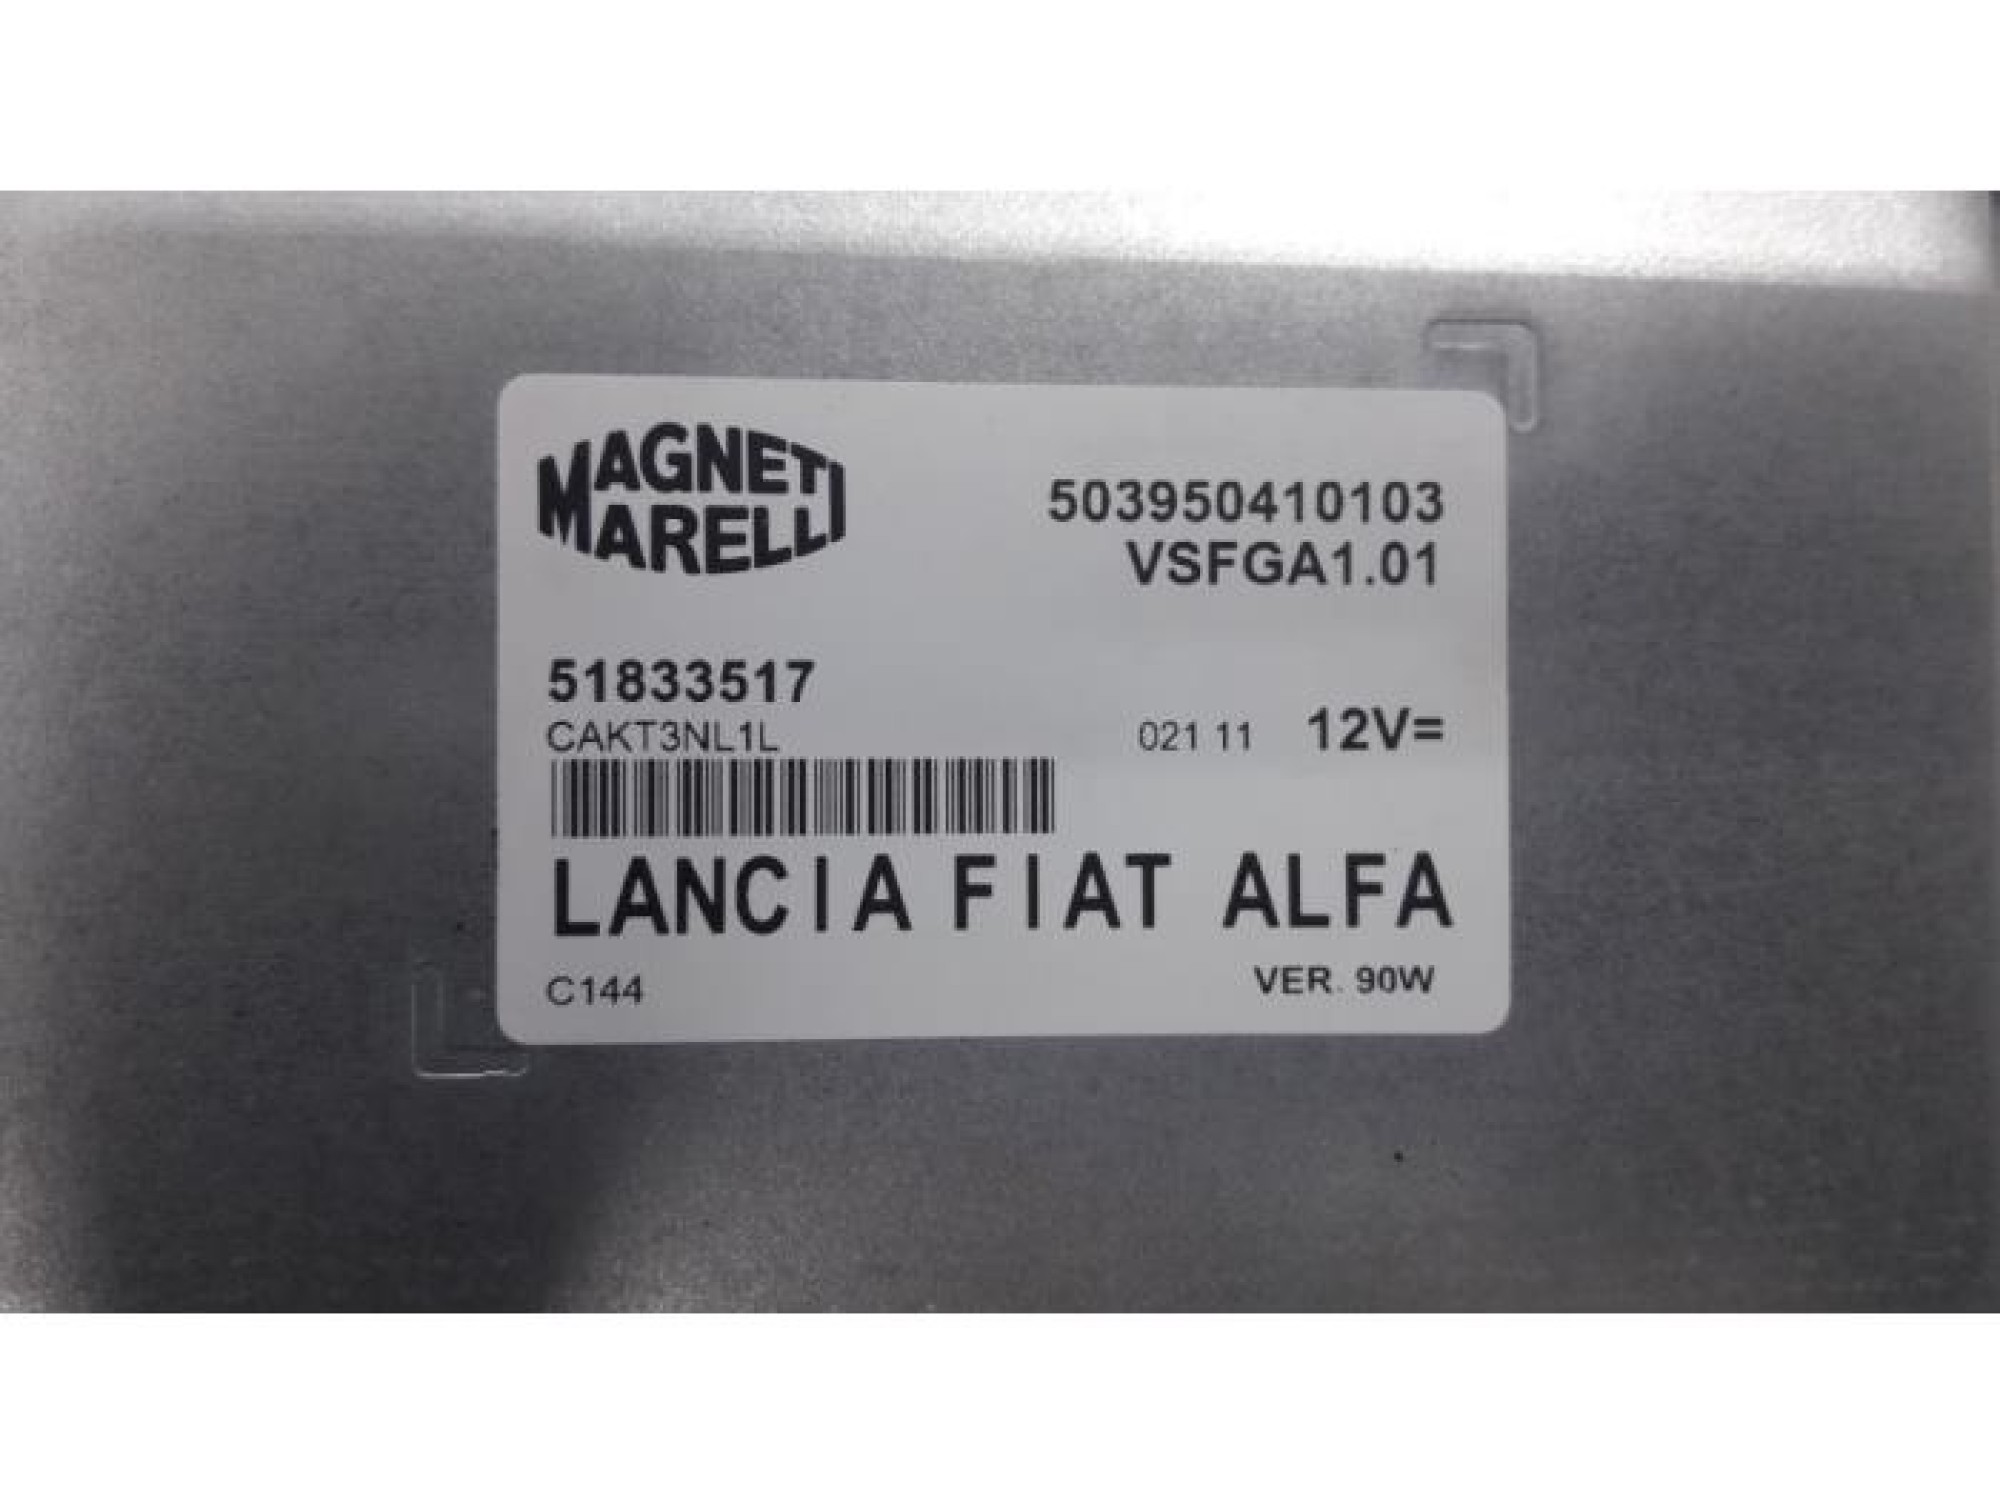 MAGNETI
MARELLI
503950410103
VSFGA1.01
51833517
CAKT3NL1L
021 11 12V=
LANCIA FIAT ALFA
C144 VER. 90W